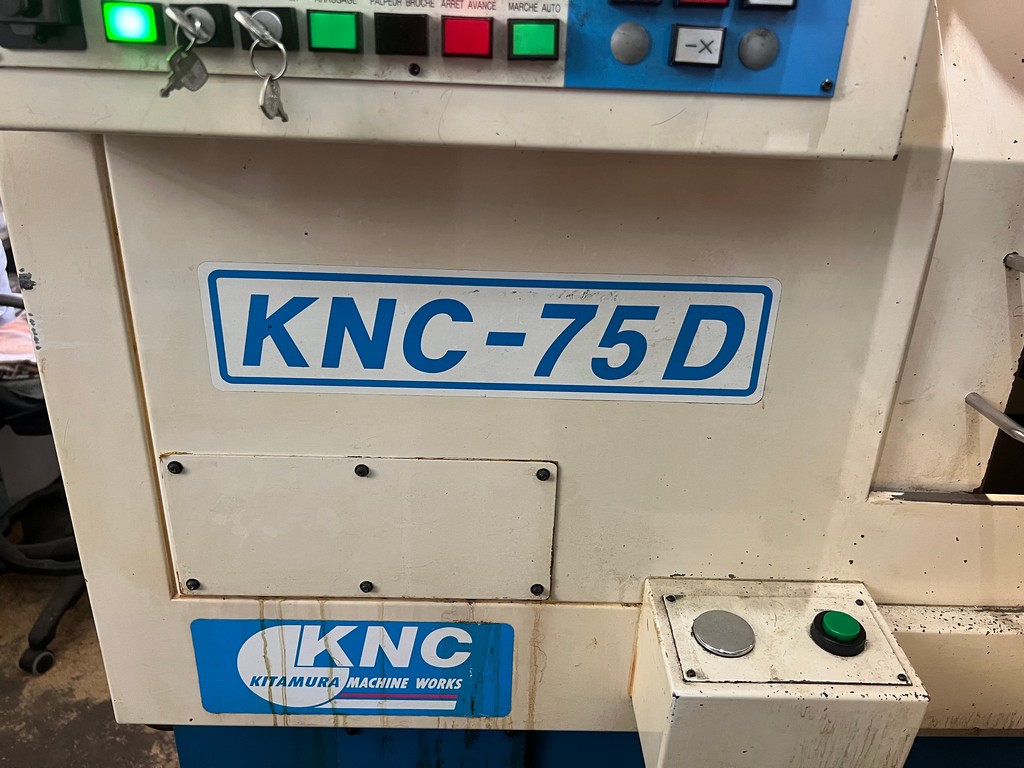 PALPEUR BROCHE ARRET AVANCE MARCHE AUTO
-X
KNC-75D
KNC
KITAMURA MACHINE WORKS